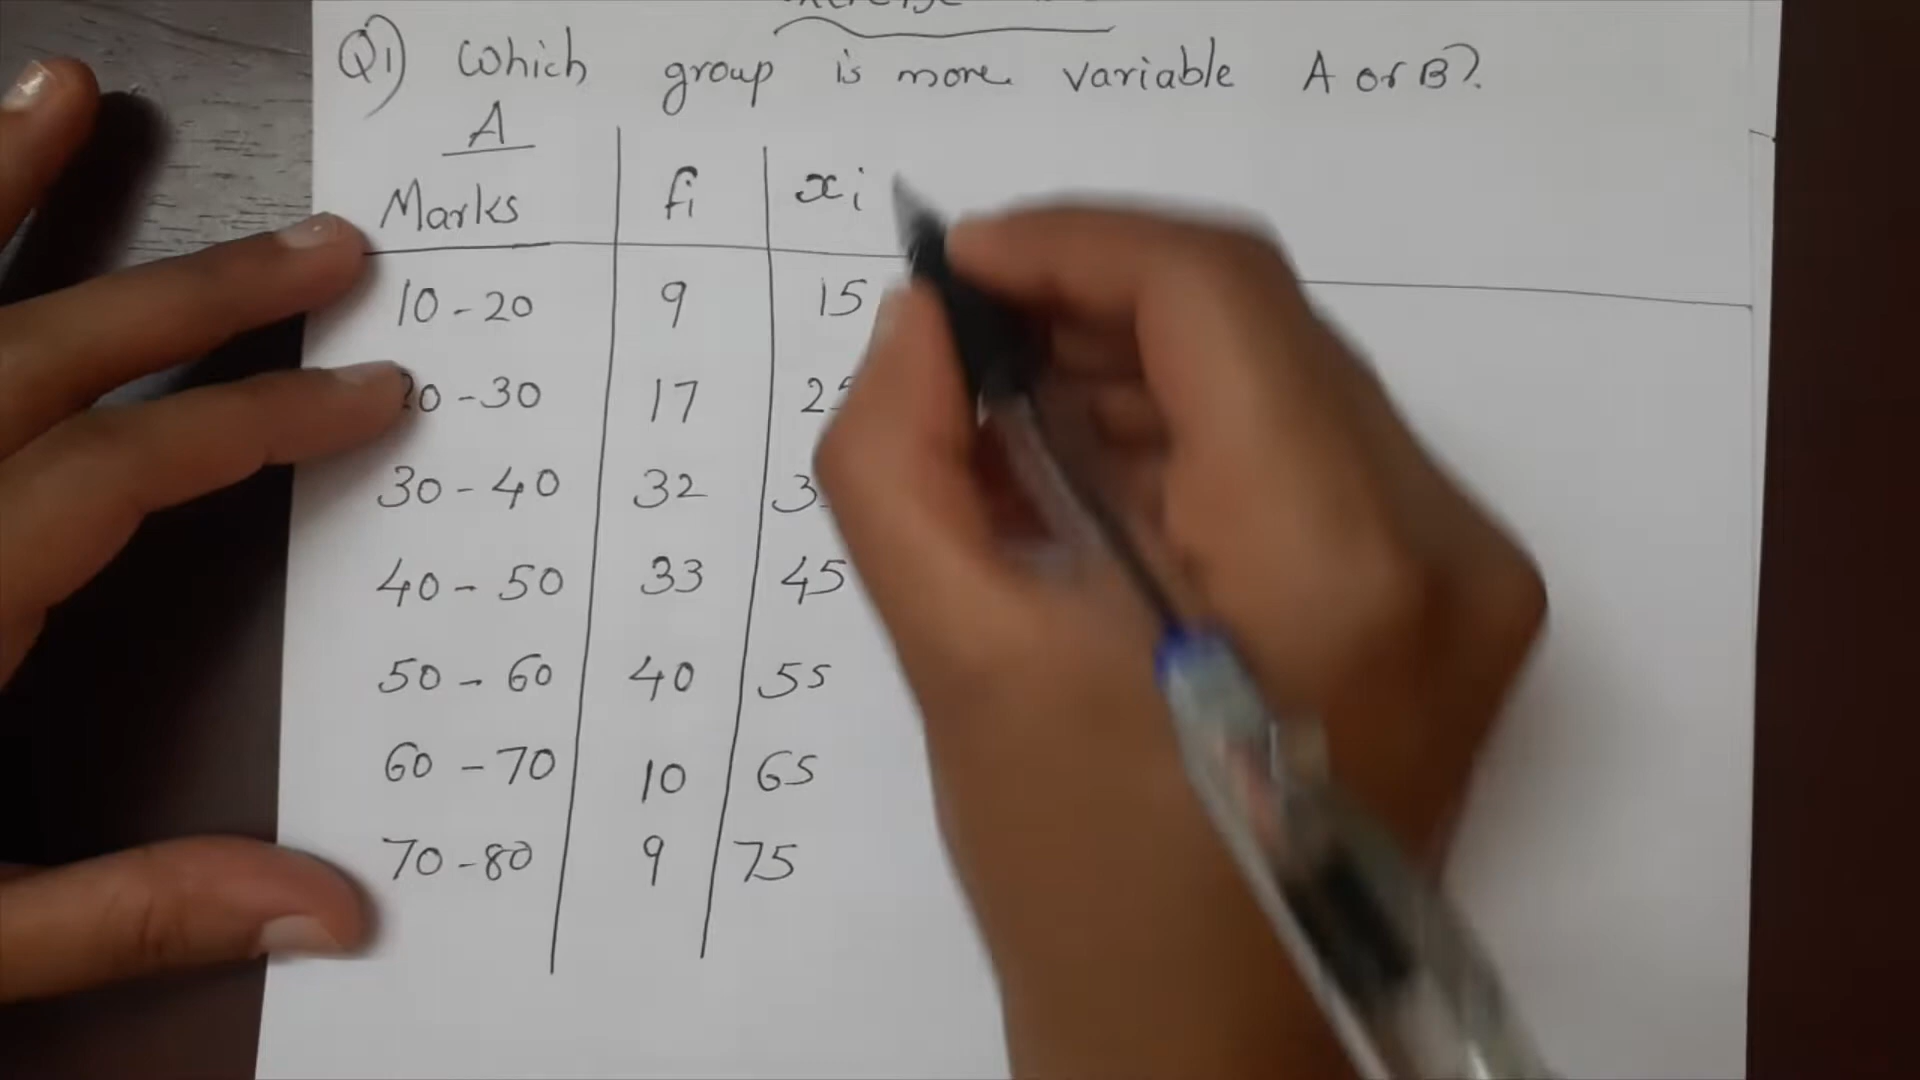 Q1) Which group is more variable A or B?
A
Marks fi xi
10-20 9 15
20-30 17
30-40 32
40-50 33 45
50-60 40 55
60-70 10 65
70-80 9 75